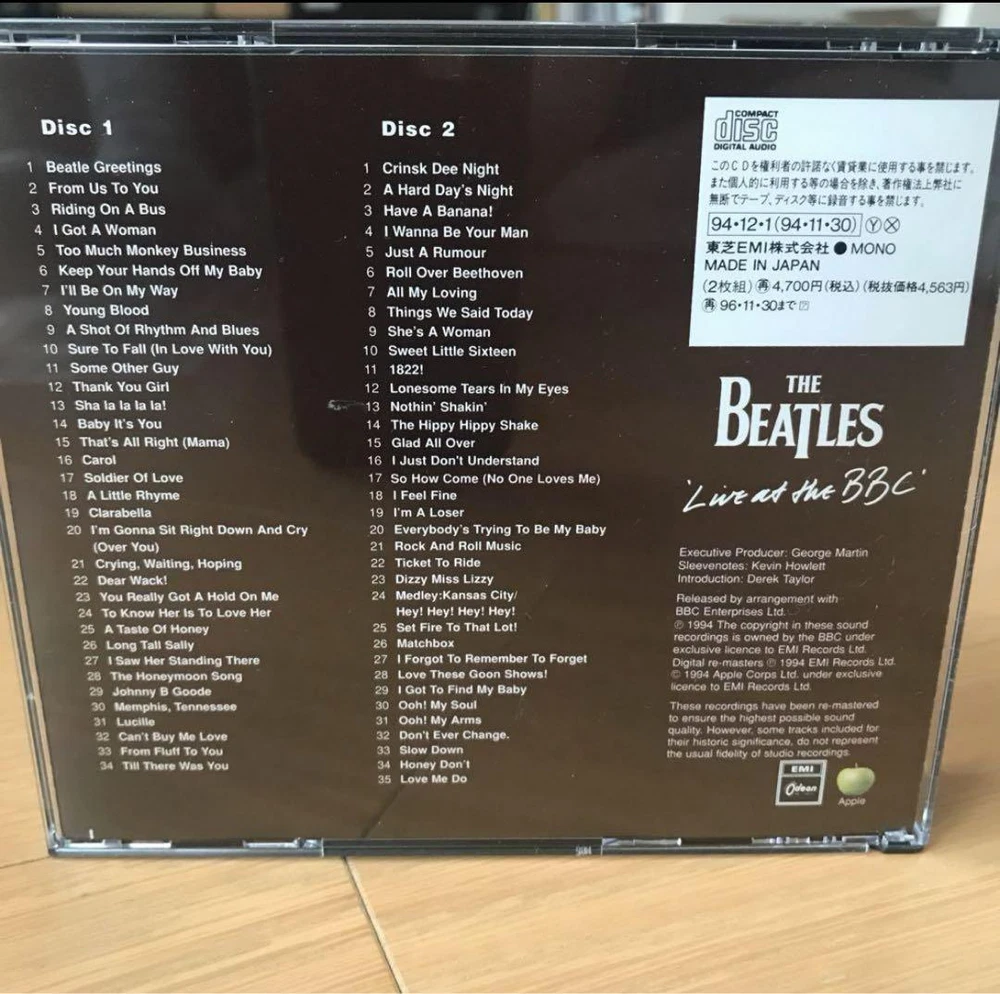 Disc 1
1 Beatle Greetings
2 From Us To You
3 Riding On A Bus
4 I Got A Woman
5 Too Much Monkey Business
6 Keep Your Hands Off My Baby
7 I'll Be On My Way
8 Young Blood
9 A Shot Of Rhythm And Blues
10 Sure To Fall (In Love With You)
11 Some Other Guy
12 Thank You Girl
13 Sha la la la la!
14 Baby It's You
15 That's All Right (Mama)
16 Carol
17 Soldier Of Love
18 A Little Rhyme
19 Clarabella
20 I'm Gonna Sit Right Down And Cry
(Over You)
21 Crying, Waiting, Hoping
22 Dear Wack!
23 You Really Got A Hold On Me
24 To Know Her Is To Love Her
25 A Taste Of Honey
26 Long Tall Sally
27 I Saw Her Standing There
28 The Honeymoon Song
29 Johnny B Goode
30 Memphis, Tennessee
31 Lucille
32 Can't Buy Me Love
33 From Fluff To You
34 Till There Was You
Disc 2
1 Crinsk Dee Night
2 A Hard Day's Night
3 Have A Banana!
4 I Wanna Be Your Man
5 Just A Rumour
6 Roll Over Beethoven
7 All My Loving
8 Things We Said Today
9 She's A Woman
10 Sweet Little Sixteen
11 1822!
12 Lonesome Tears In My Eyes
13 Nothin' Shakin'
14 The Hippy Hippy Shake
15 Glad All Over
16 I Just Don't Understand
17 So How Come (No One Loves Me)
18 I Feel Fine
19 I'm A Loser
20 Everybody's Trying To Be My Baby
21 Rock And Roll Music
22 Ticket To Ride
23 Dizzy Miss Lizzy
24 Medley:Kansas City/
Hey! Hey! Hey! Hey!
25 Set Fire To That Lot!
26 Matchbox
27 I Forgot To Remember To Forget
28 Love These Goon Shows!
29 I Got To Find My Baby
30 Ooh! My Soul
31 Ooh! My Arms
32 Don't Ever Change.
33 Slow Down
34 Honey Don't
35 Love Me Do
COMPACT
disc
DIGITAL AUDIO
このCDを権利者の許諾なく賃貸業に使用する事を禁じます。
また個人的に利用する等の場合を除き、著作権法上弊社に
無断でテープ、ディスク等に録音する事を禁じます。
94・12・1(94・11・30) Ⓨ Ⓧ
東芝EMI株式会社 ● MONO
MADE IN JAPAN
(2枚組) ㊢ 4,700円(税込)(税抜価格4,563円)
96・11・30まで
THE
BEATLES
'Live at the BBC'
Executive Producer: George Martin
Sleevenotes: Kevin Howlett
Introduction: Derek Taylor
Released by arrangement with
BBC Enterprises Ltd.
℗ 1994 The copyright in these sound
recordings is owned by the BBC under
exclusive licence to EMI Records Ltd.
Digital re-masters ℗ 1994 EMI Records Ltd.
© 1994 Apple Corps Ltd. under exclusive
licence to EMI Records Ltd.
These recordings have been re-mastered
to ensure the highest possible sound
quality. However, some tracks included for
their historic significance, do not represent
the usual fidelity of studio recordings.
EMI
Odeon
Apple